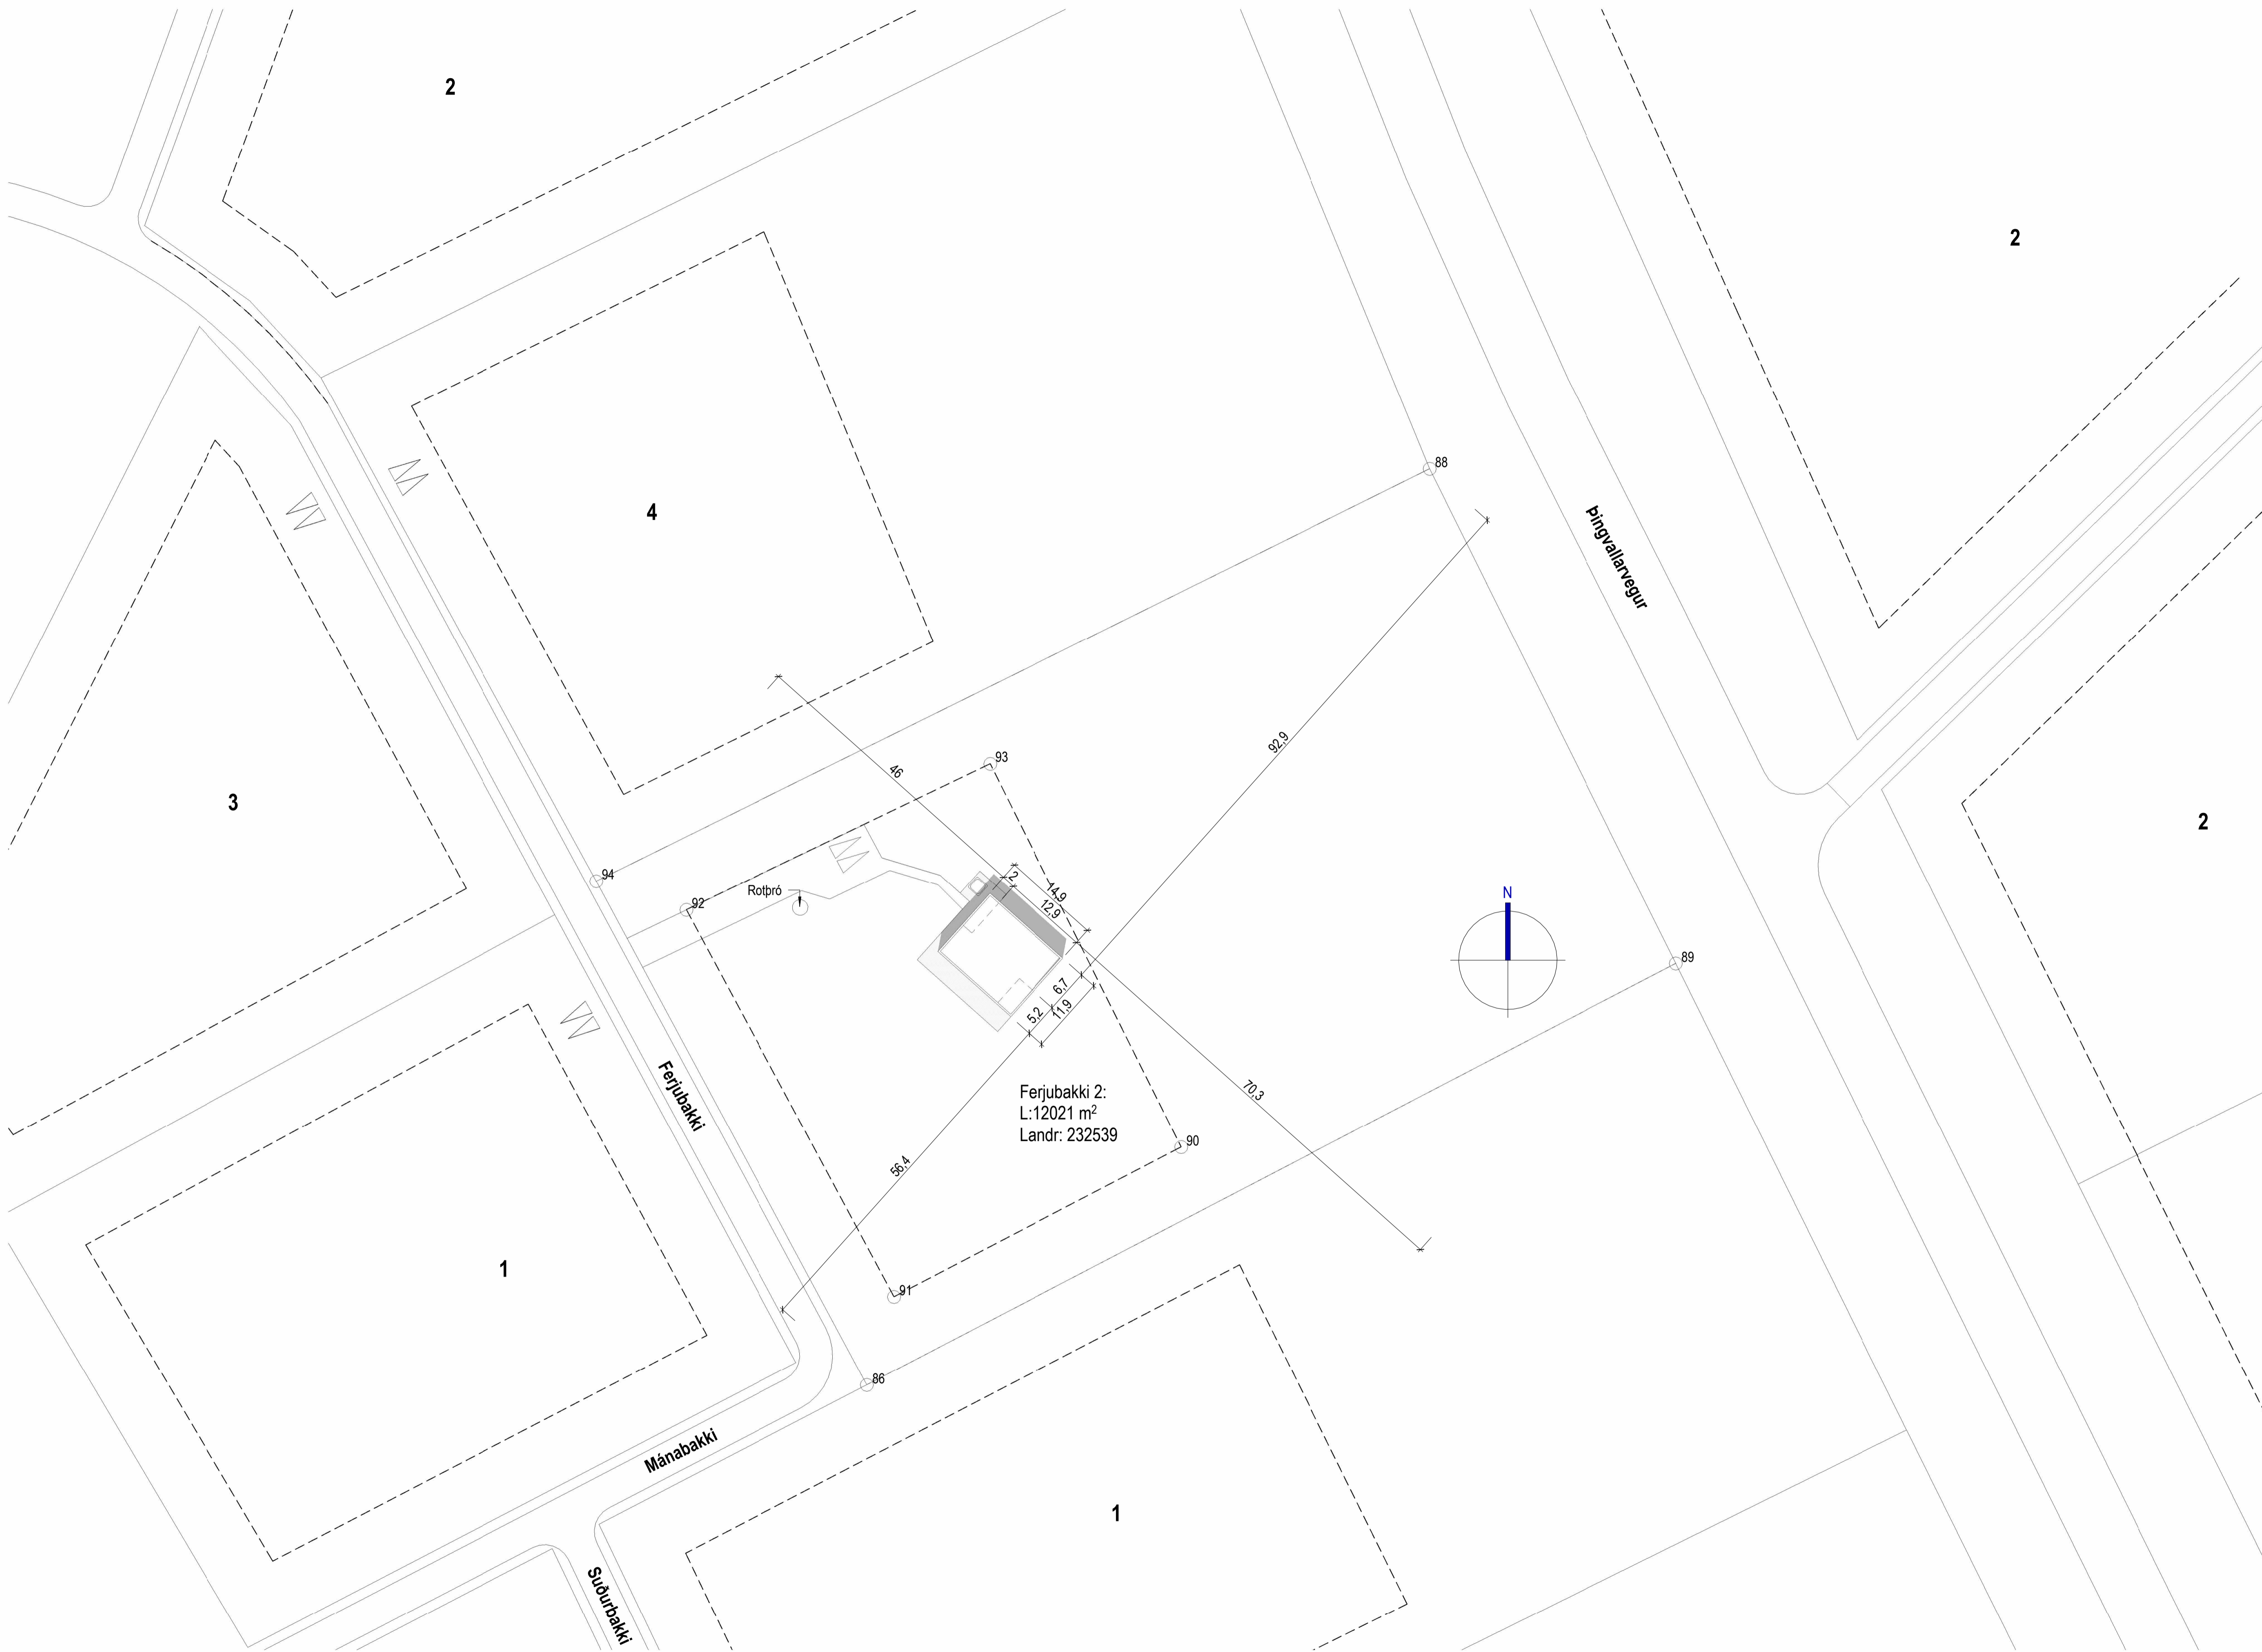 2
2
88
4
Þingvallarvegur
92,9
93
46
3
2
94
Rotþró
92
2
14,9
12,9
N
89
6,7
11,9
5,2
Ferjubakki
Ferjubakki 2:
L:12021 m²
Landr: 232539
70,3
90
56,4
1
91
86
Mánabakki
1
Suðurbakki